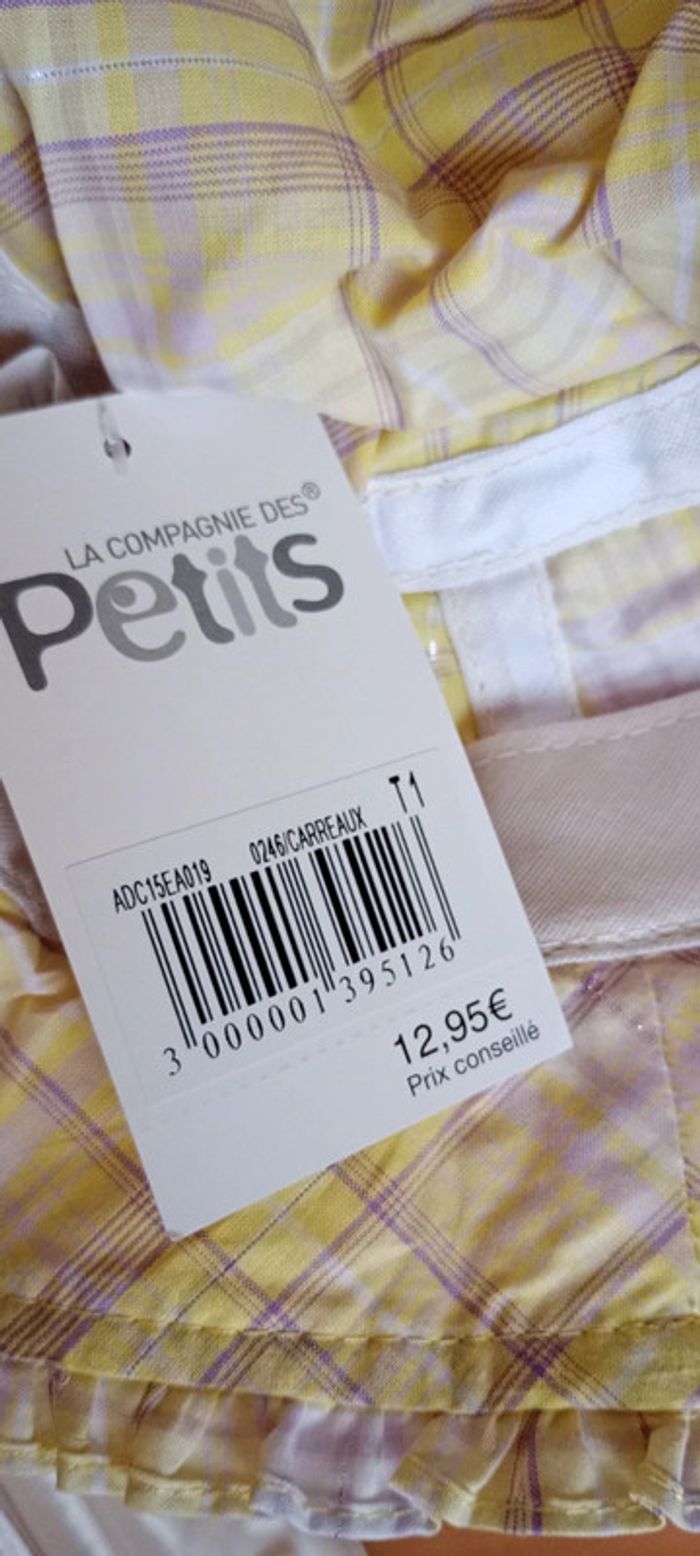 LA COMPAGNIE DES®
Petits
ADC15EA019 0246/CARREAUX T1
3 000001 395126
12,95€
Prix conseillé